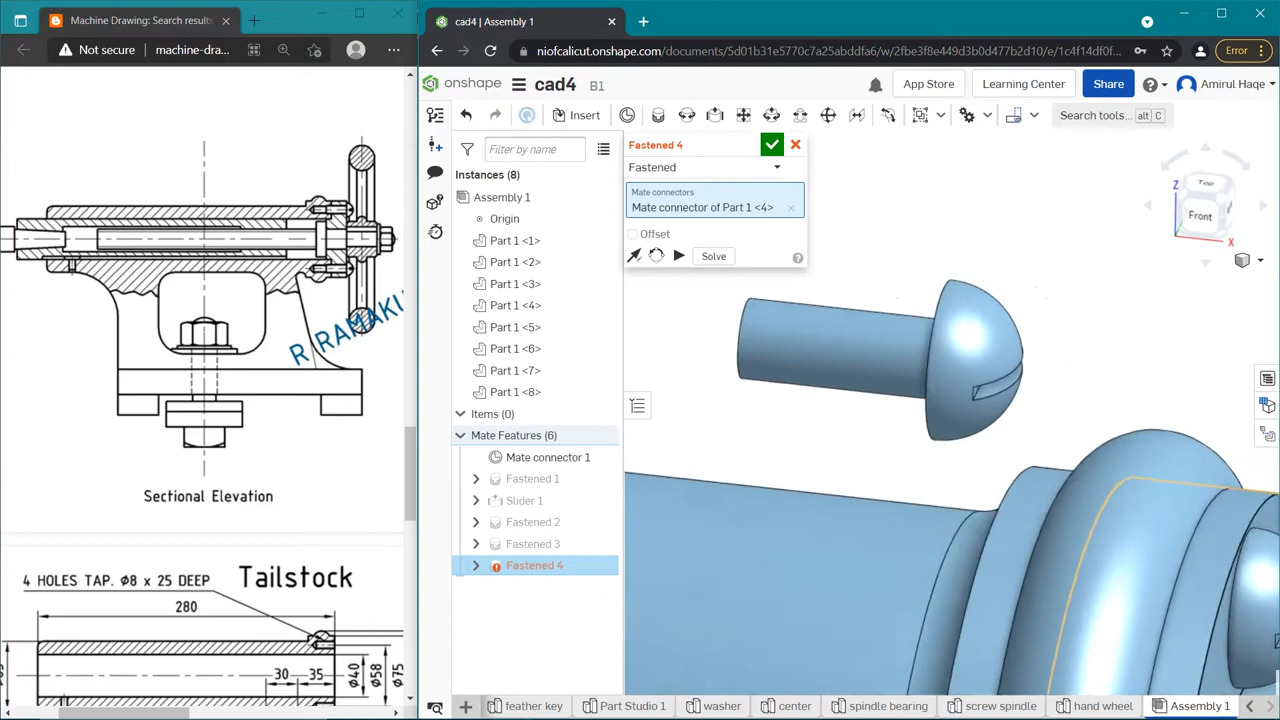 Machine Drawing: Search results
Not secure
machine-dra...
R RAMAKU
Sectional Elevation
4 HOLES TAP. Ø8 x 25 DEEP
Tailstock
280
30
35
Ø40
Ø58
Ø75
cad4 | Assembly 1
niofcalicut.onshape.com/documents/5d01b31e5770c7a25abddfa6/w/2fbe3f8e449d3d0b0d17b2d10/e/1c4f14df0f...
Error
onshape
cad4
B1
App Store
Learning Center
Share
Amirul Haqe
Insert
Search tools...
alt
C
Filter by name
Instances (8)
Assembly 1
Origin
Part 1 <1>
Part 1 <2>
Part 1 <3>
Part 1 <4>
Part 1 <5>
Part 1 <6>
Part 1 <7>
Part 1 <8>
Items (0)
Mate Features (6)
Mate connector 1
Fastened 1
Slider 1
Fastened 2
Fastened 3
Fastened 4
Fastened 4
Fastened
Mate connectors
Mate connector of Part 1 <4>
Offset
Solve
Top
Front
Z
X
feather key
Part Studio 1
washer
center
spindle bearing
screw spindle
hand wheel
Assembly 1